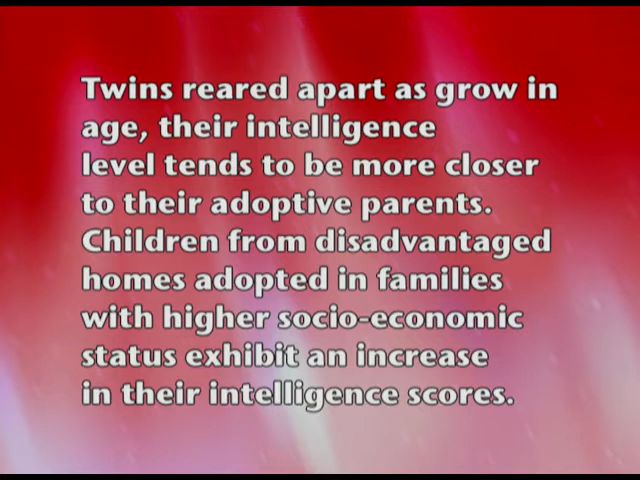 Twins reared apart as grow in
age, their intelligence
level tends to be more closer
to their adoptive parents.
Children from disadvantaged
homes adopted in families
with higher socio-economic
status exhibit an increase
in their intelligence scores.